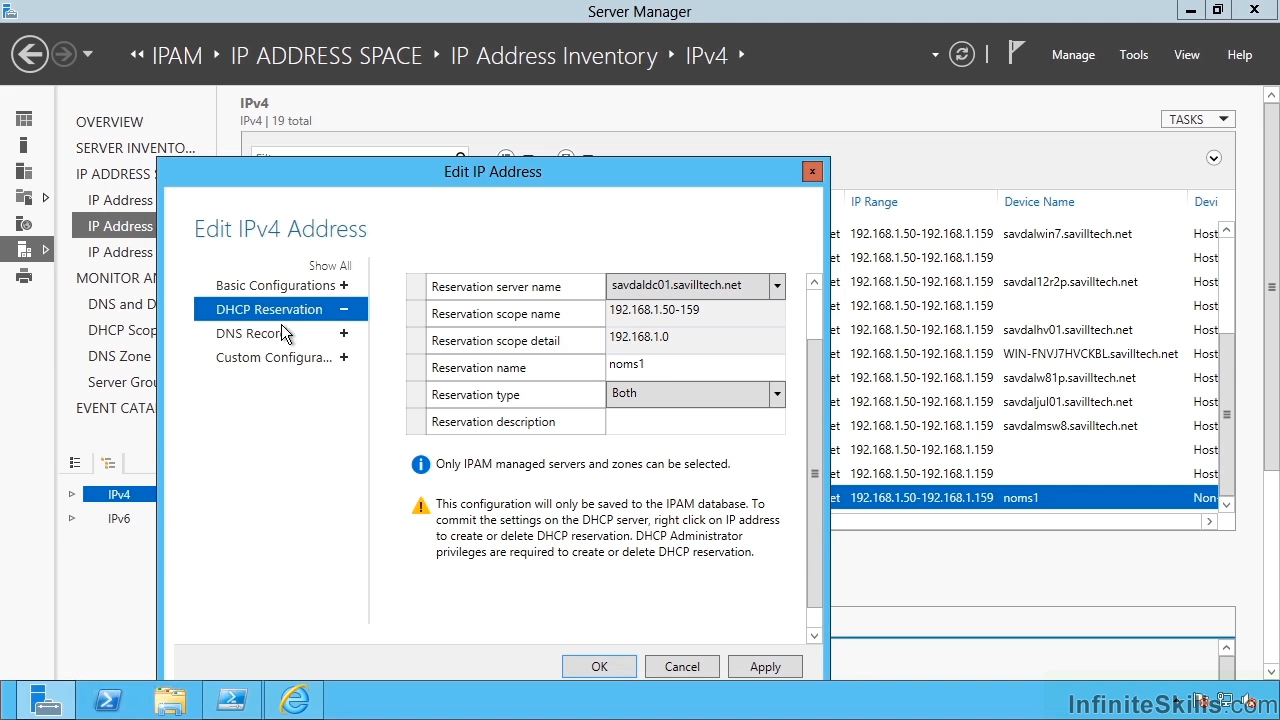 Server Manager
IPAM ‣ IP ADDRESS SPACE ‣ IP Address Inventory ‣ IPv4 ‣
Manage Tools View Help
IPv4
IPv4 | 19 total
TASKS
OVERVIEW
SERVER INVENTO...
IP ADDRESS
IP Address
IP Address
IP Address
MONITOR AN
DNS and D
DHCP Scop
DNS Zone
Server Grou
EVENT CATA
IPv4
IPv6
Edit IP Address
x
Edit IPv4 Address
Show All
Basic Configurations +
DHCP Reservation −
DNS Recor +
Custom Configura... +
Reservation server name savdaldc01.savilltech.net
Reservation scope name 192.168.1.50-159
Reservation scope detail 192.168.1.0
Reservation name noms1
Reservation type Both
Reservation description
Only IPAM managed servers and zones can be selected.
This configuration will only be saved to the IPAM database. To
commit the settings on the DHCP server, right click on IP address
to create or delete DHCP reservation. DHCP Administrator
privileges are required to create or delete DHCP reservation.
OK Cancel Apply
IP Range Device Name Devi
et 192.168.1.50-192.168.1.159 savdalwin7.savilltech.net Host
et 192.168.1.50-192.168.1.159 Host
et 192.168.1.50-192.168.1.159 savdal12r2p.savilltech.net Host
et 192.168.1.50-192.168.1.159 Host
et 192.168.1.50-192.168.1.159 savdalhv01.savilltech.net Host
et 192.168.1.50-192.168.1.159 WIN-FNVJ7HVCKBL.savilltech.net Host
et 192.168.1.50-192.168.1.159 savdalw81p.savilltech.net Host
et 192.168.1.50-192.168.1.159 savdaljul01.savilltech.net Host
et 192.168.1.50-192.168.1.159 savdalmsw8.savilltech.net Host
et 192.168.1.50-192.168.1.159 Host
et 192.168.1.50-192.168.1.159 Host
et 192.168.1.50-192.168.1.159 noms1 Non
InfiniteSkills.com